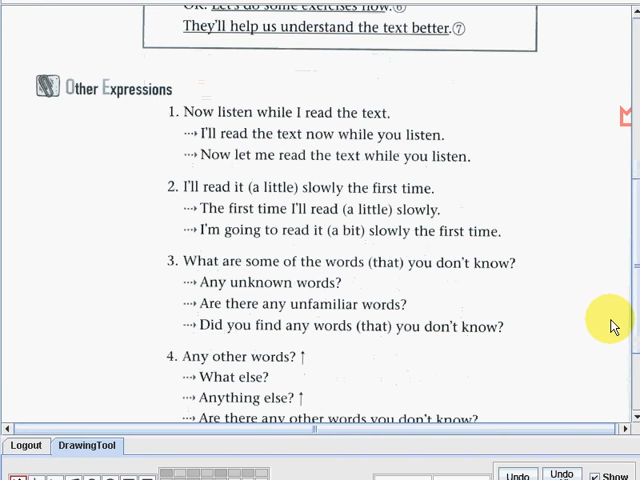 OK. Let's do some exercises now.⑥
They'll help us understand the text better.⑦
Other Expressions
1. Now listen while I read the text.
⋯→ I'll read the text now while you listen.
⋯→ Now let me read the text while you listen.
2. I'll read it (a little) slowly the first time.
⋯→ The first time I'll read (a little) slowly.
⋯→ I'm going to read it (a bit) slowly the first time.
3. What are some of the words (that) you don't know?
⋯→ Any unknown words?
⋯→ Are there any unfamiliar words?
⋯→ Did you find any words (that) you don't know?
4. Any other words?↑
⋯→ What else?
⋯→ Anything else?↑
⋯→ Are there any other words you don't know?
Logout DrawingTool
Undo Undo Show